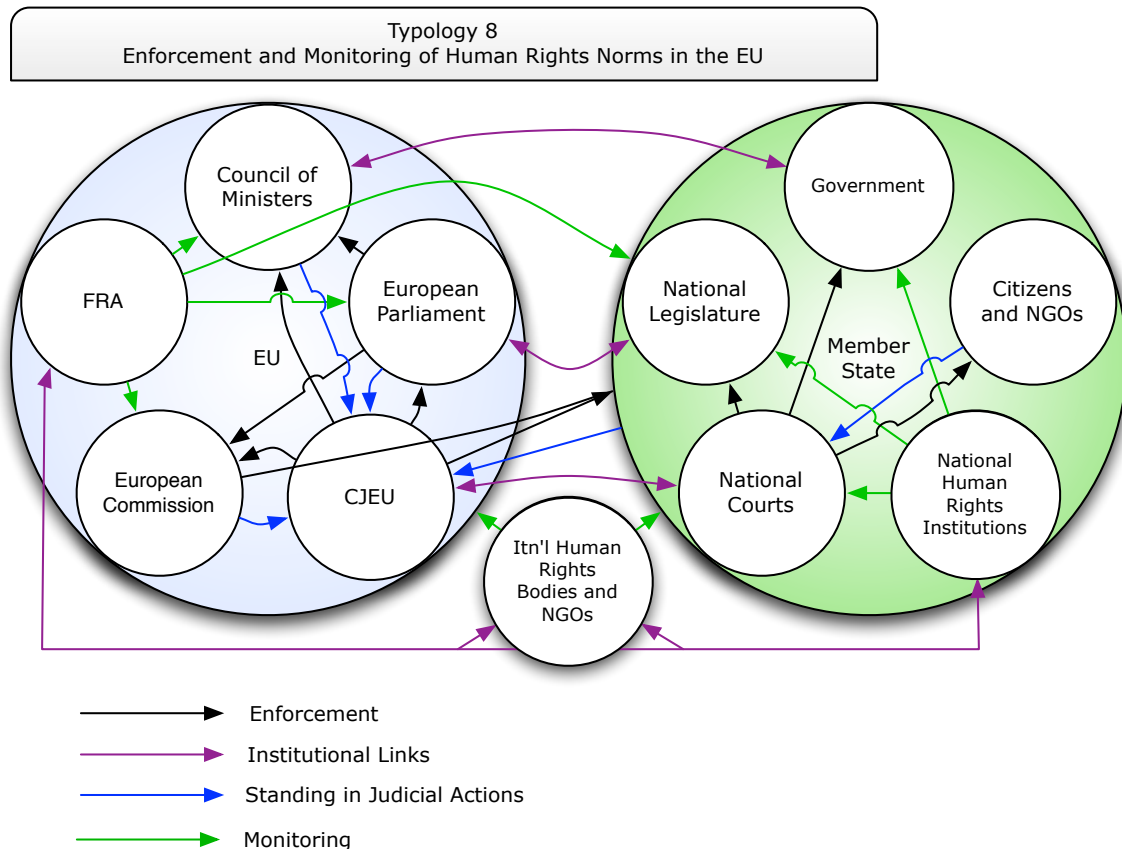 Typology 8
Enforcement and Monitoring of Human Rights Norms in the EU
Council of
Ministers
Government
FRA
European
Parliament
National
Legislature
Citizens
and NGOs
EU
Member
State
European
Commission
CJEU
National
Courts
National
Human
Rights
Institutions
Itn'l Human
Rights
Bodies and
NGOs
Enforcement
Institutional Links
Standing in Judicial Actions
Monitoring